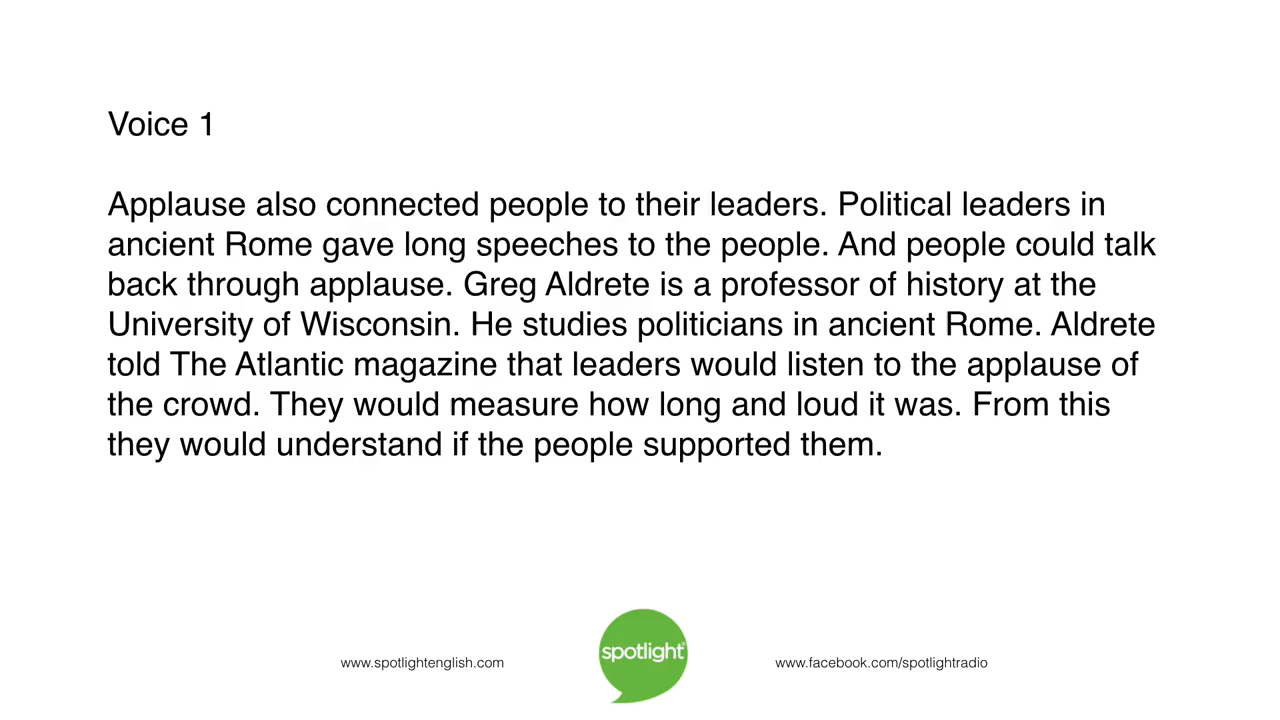 Voice 1
Applause also connected people to their leaders. Political leaders in
ancient Rome gave long speeches to the people. And people could talk
back through applause. Greg Aldrete is a professor of history at the
University of Wisconsin. He studies politicians in ancient Rome. Aldrete
told The Atlantic magazine that leaders would listen to the applause of
the crowd. They would measure how long and loud it was. From this
they would understand if the people supported them.
www.spotlightenglish.com
spotlight®
www.facebook.com/spotlightradio